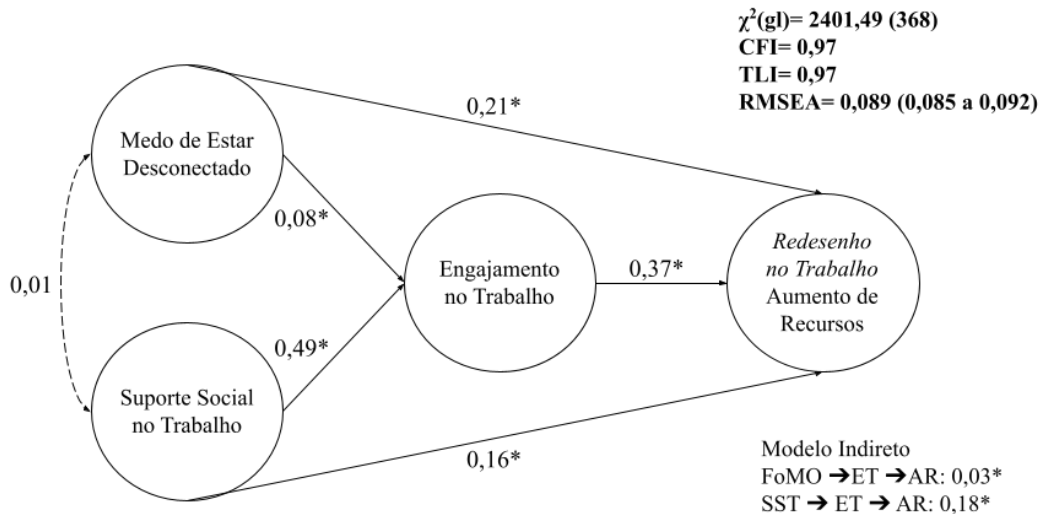 χ²(gl)= 2401,49 (368)
CFI= 0,97
TLI= 0,97
RMSEA= 0,089 (0,085 a 0,092)
0,21*
Medo de Estar
Desconectado
0,08*
Engajamento
no Trabalho
0,37*
Redesenho
no Trabalho
Aumento de
Recursos
0,01
0,49*
Suporte Social
no Trabalho
0,16*
Modelo Indireto
FoMO ➔ET ➔AR: 0,03*
SST ➔ ET ➔ AR: 0,18*